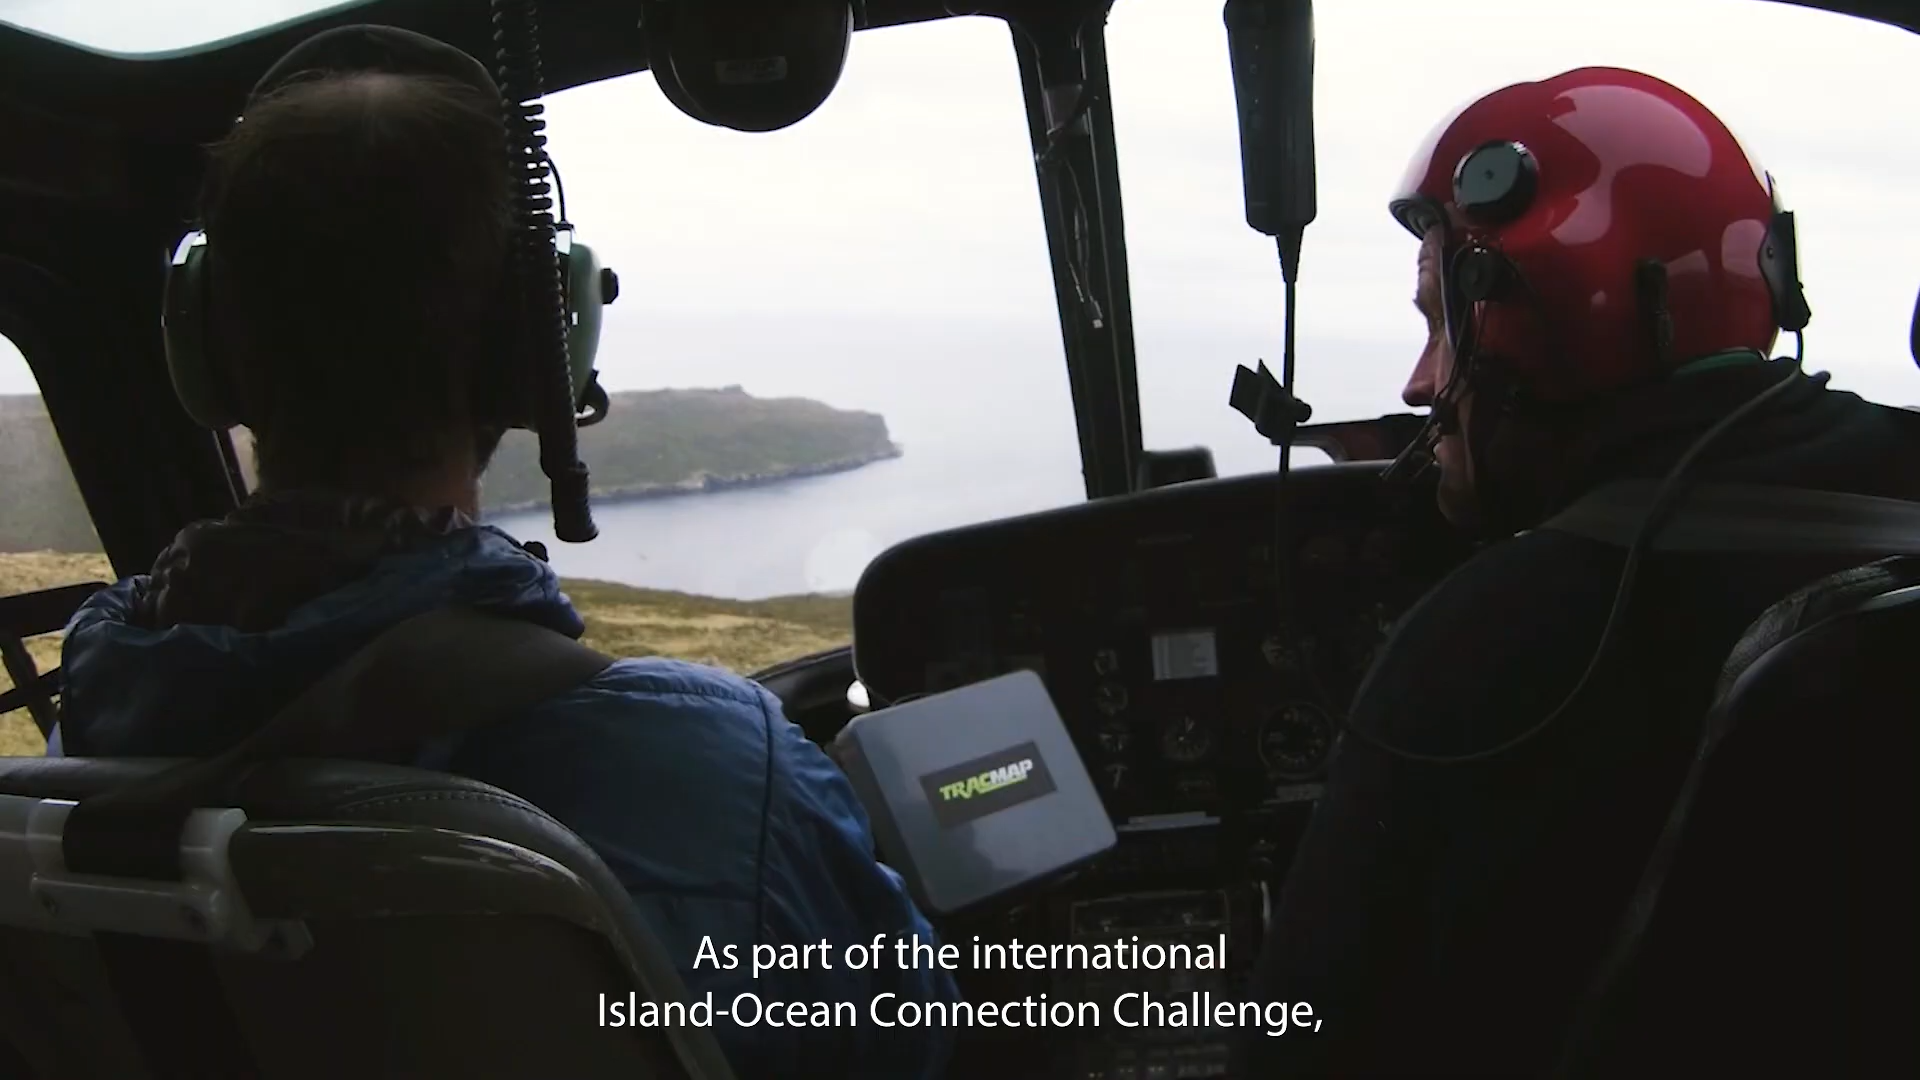 TRACMAP
As part of the international
Island-Ocean Connection Challenge,